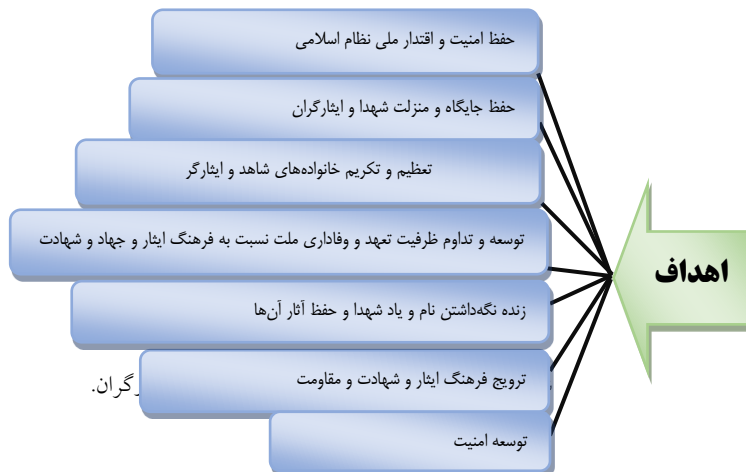 حفظ امنیت و اقتدار ملی نظام اسلامی
حفظ جایگاه و منزلت شهدا و ایثارگران
تعظیم و تکریم خانواده‌های شاهد و ایثارگر
توسعه و تداوم ظرفیت تعهد و وفاداری ملت نسبت به فرهنگ ایثار و جهاد و شهادت
اهداف
زنده نگه‌داشتن نام و یاد شهدا و حفظ آثار آن‌ها
ترویج فرهنگ ایثار و شهادت و مقاومت
توسعه امنیت